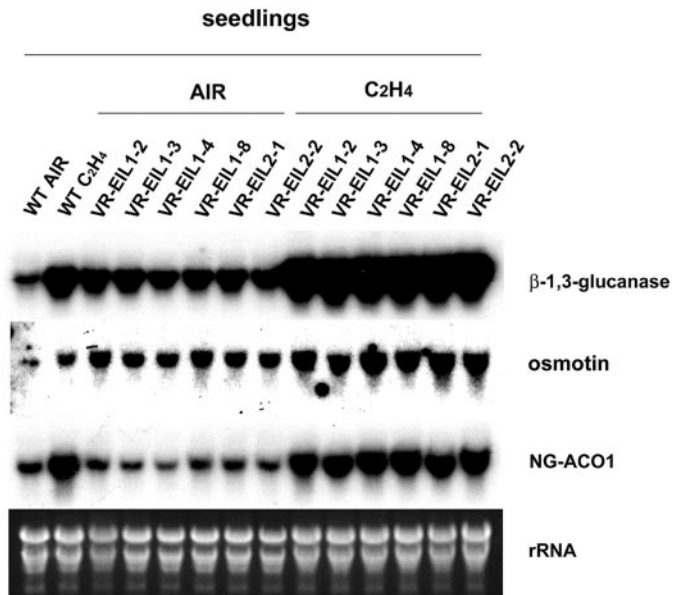 seedlings
AIR
C₂H₄
WT AIR
WT C₂H₄
VR-EIL1-2
VR-EIL1-3
VR-EIL1-4
VR-EIL1-8
VR-EIL2-1
VR-EIL2-2
VR-EIL1-2
VR-EIL1-3
VR-EIL1-4
VR-EIL1-8
VR-EIL2-1
VR-EIL2-2
β-1,3-glucanase
osmotin
NG-ACO1
rRNA